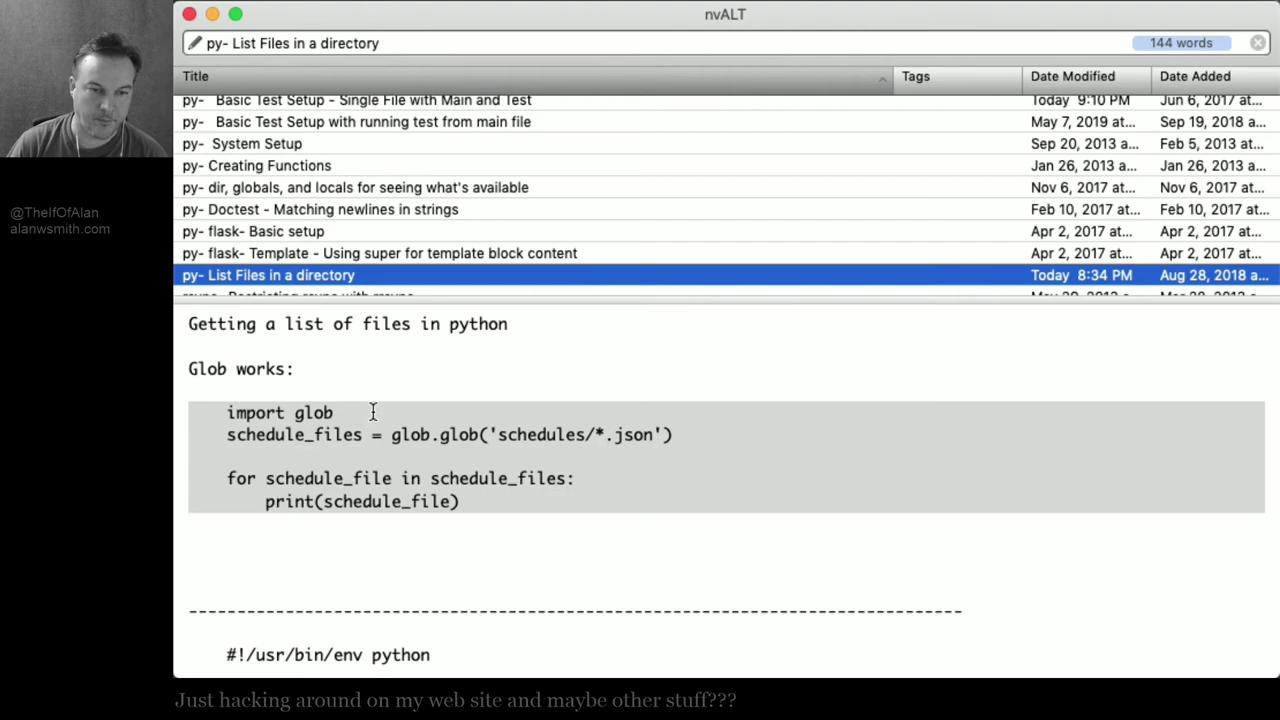 nvALT
py- List Files in a directory 144 words
Title Tags Date Modified Date Added
py- Basic Test Setup - Single File with Main and Test Today 9:10 PM Jun 6, 2017 at...
py- Basic Test Setup with running test from main file May 7, 2019 at... Sep 19, 2018 a...
py- System Setup Sep 20, 2013 a... Feb 5, 2013 at...
py- Creating Functions Jan 26, 2013 at... Jan 26, 2013 a...
py- dir, globals, and locals for seeing what's available Nov 6, 2017 at... Nov 6, 2017 at...
py- Doctest - Matching newlines in strings Feb 10, 2017 at... Feb 10, 2017 at...
py- flask- Basic setup Apr 2, 2017 at... Apr 2, 2017 at...
py- flask- Template - Using super for template block content Apr 2, 2017 at... Apr 2, 2017 at...
py- List Files in a directory Today 8:34 PM Aug 28, 2018 a...
@TheIfOfAlan
alanwsmith.com
Getting a list of files in python
Glob works:
import glob
schedule_files = glob.glob('schedules/*.json')
for schedule_file in schedule_files:
print(schedule_file)
--------------------------------------------------------------------------------
#!/usr/bin/env python
Just hacking around on my web site and maybe other stuff???